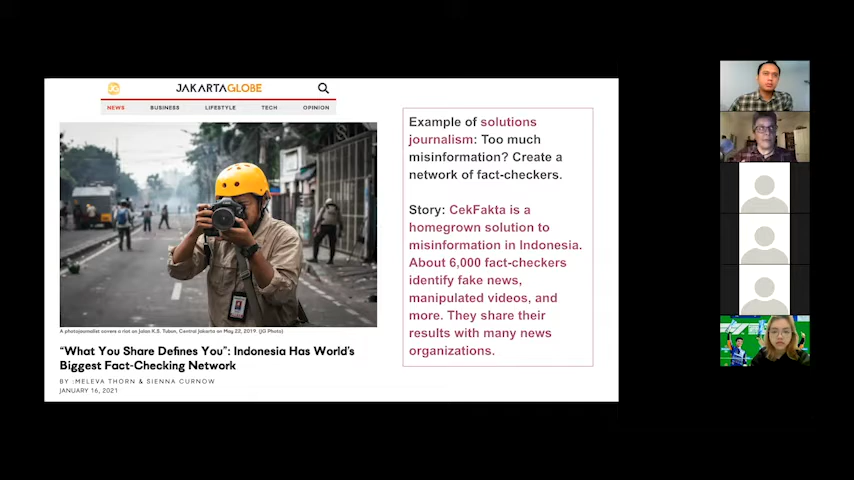 JG
JAKARTAGLOBE
NEWS BUSINESS LIFESTYLE TECH OPINION
A photojournalist covers a riot on Jalan K.S. Tubun, Central Jakarta on May 22, 2019. (JG Photo)
"What You Share Defines You": Indonesia Has World's
Biggest Fact-Checking Network
BY :MELEVA THORN & SIENNA CURNOW
JANUARY 16, 2021
Example of solutions
journalism: Too much
misinformation? Create a
network of fact-checkers.
Story: CekFakta is a
homegrown solution to
misinformation in Indonesia.
About 6,000 fact-checkers
identify fake news,
manipulated videos, and
more. They share their
results with many news
organizations.